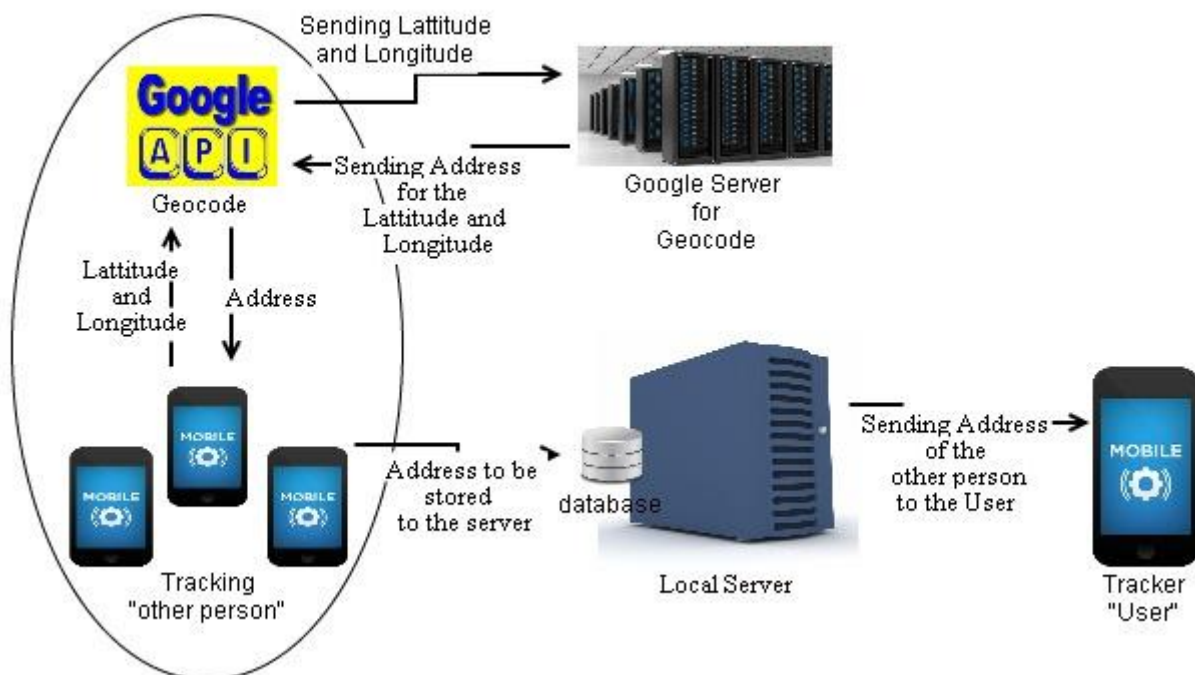 Sending Lattitude
and Longitude
Google
API
Geocode
Sending Address
for the
Lattitude and
Longitude
Google Server
for
Geocode
Lattitude
and
Longitude
Address
MOBILE
MOBILE
MOBILE
Tracking
"other person"
Address to be
stored
to the server
database
Local Server
Sending Address
of the
other person
to the User
MOBILE
Tracker
"User"